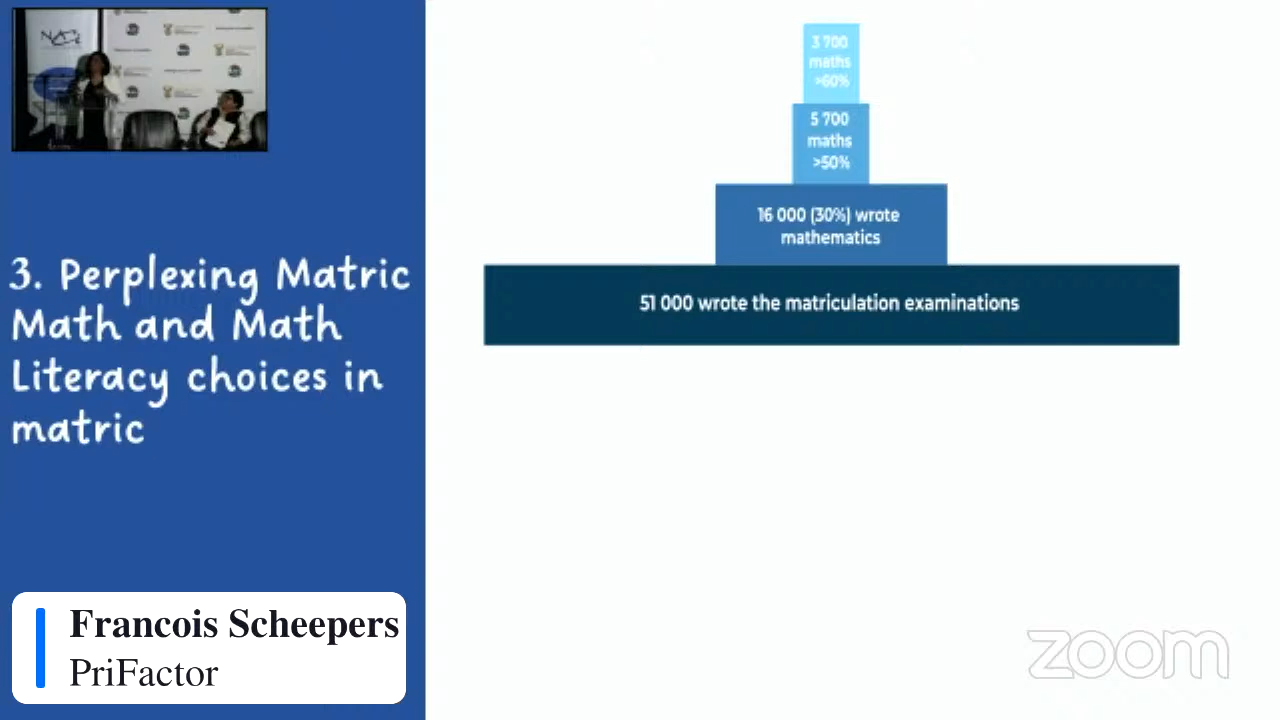 3. Perplexing Matric
Math and Math
Literacy choices in
matric
3 700
maths
>60%
5 700
maths
>50%
16 000 (30%) wrote
mathematics
51 000 wrote the matriculation examinations
Francois Scheepers
PriFactor
zoom